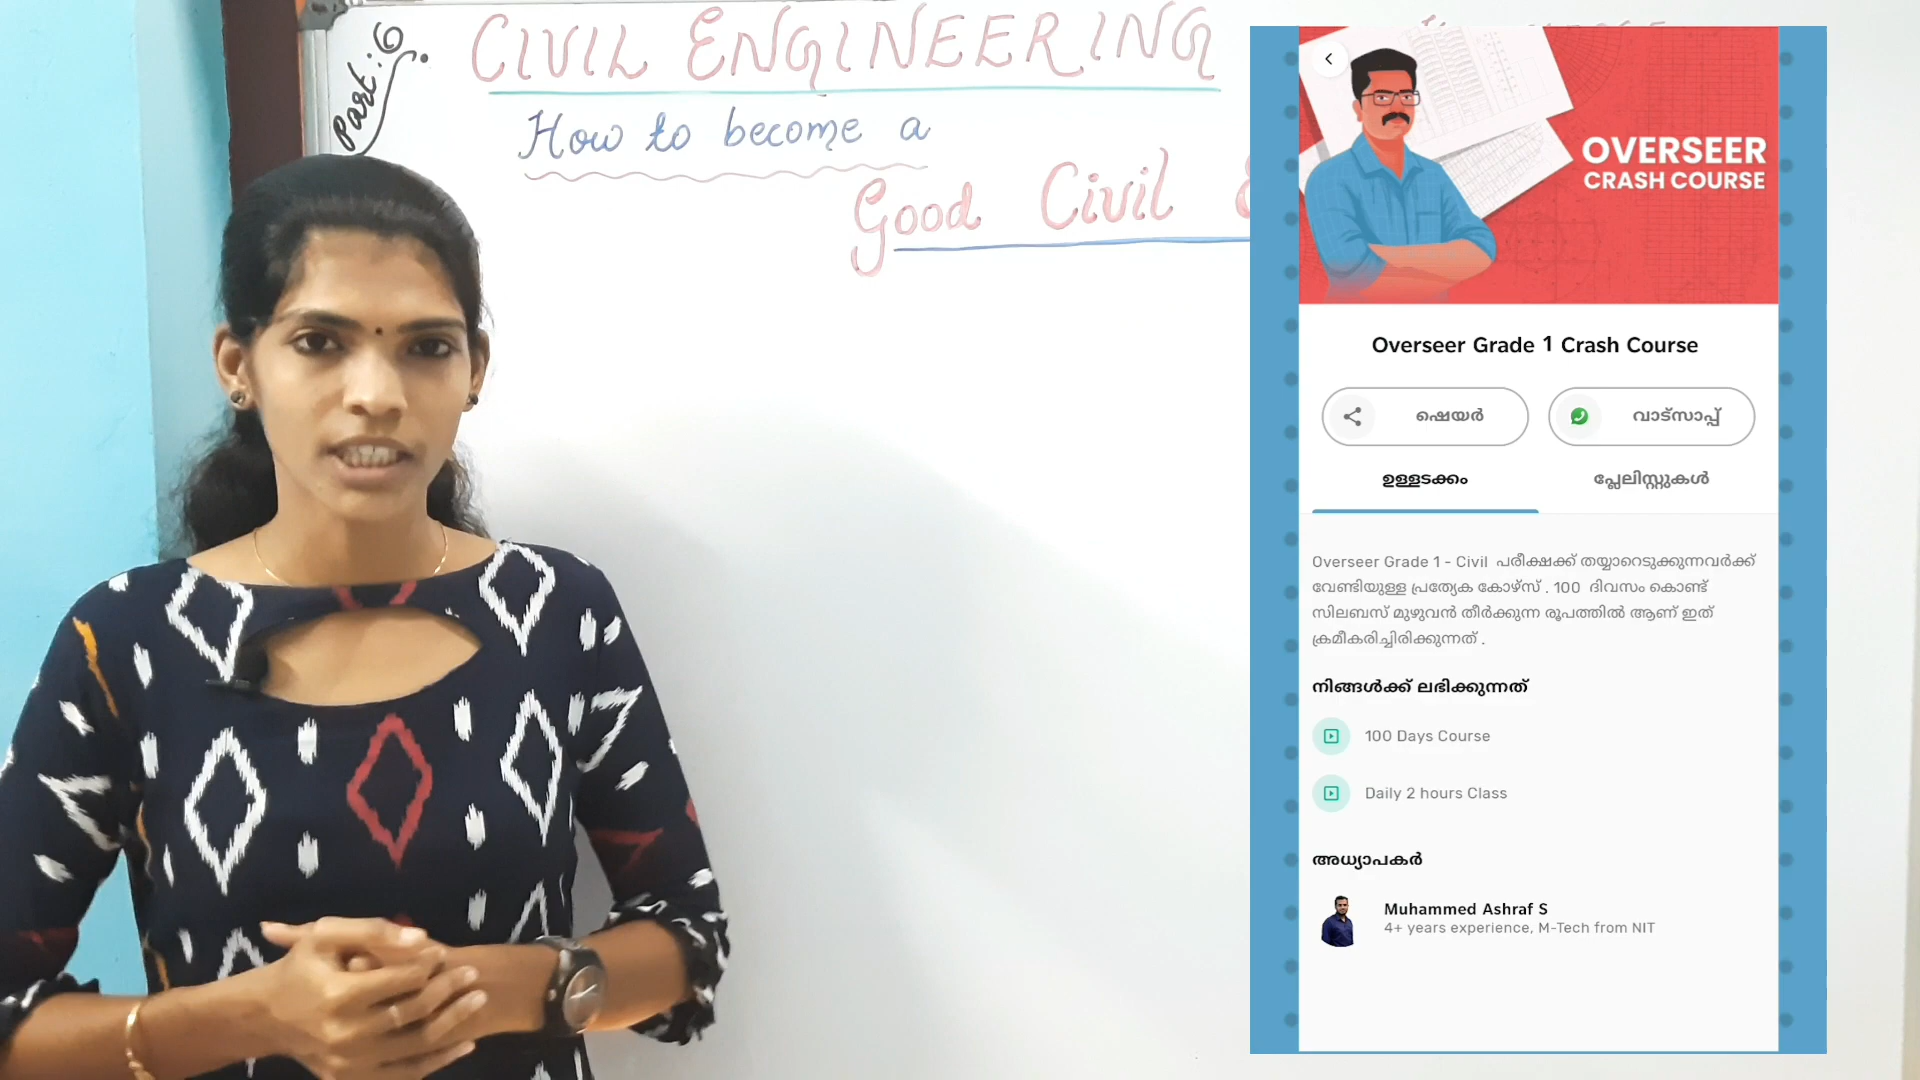 Part: 6
CIVIL ENGINEERING
How to become a
Good Civil
OVERSEER
CRASH COURSE
Overseer Grade 1 Crash Course
ഷെയർ
വാട്സാപ്പ്
ഉള്ളടക്കം
പ്ലേലിസ്റ്റുകൾ
Overseer Grade 1 - Civil പരീക്ഷക്ക് തയ്യാറെടുക്കുന്നവർക്ക്
വേണ്ടിയുള്ള പ്രത്യേക കോഴ്സ് . 100 ദിവസം കൊണ്ട്
സിലബസ് മുഴുവൻ തീർക്കുന്ന രൂപത്തിൽ ആണ് ഇത്
ക്രമീകരിച്ചിരിക്കുന്നത് .
നിങ്ങൾക്ക് ലഭിക്കുന്നത്
100 Days Course
Daily 2 hours Class
അധ്യാപകർ
Muhammed Ashraf S
4+ years experience, M-Tech from NIT